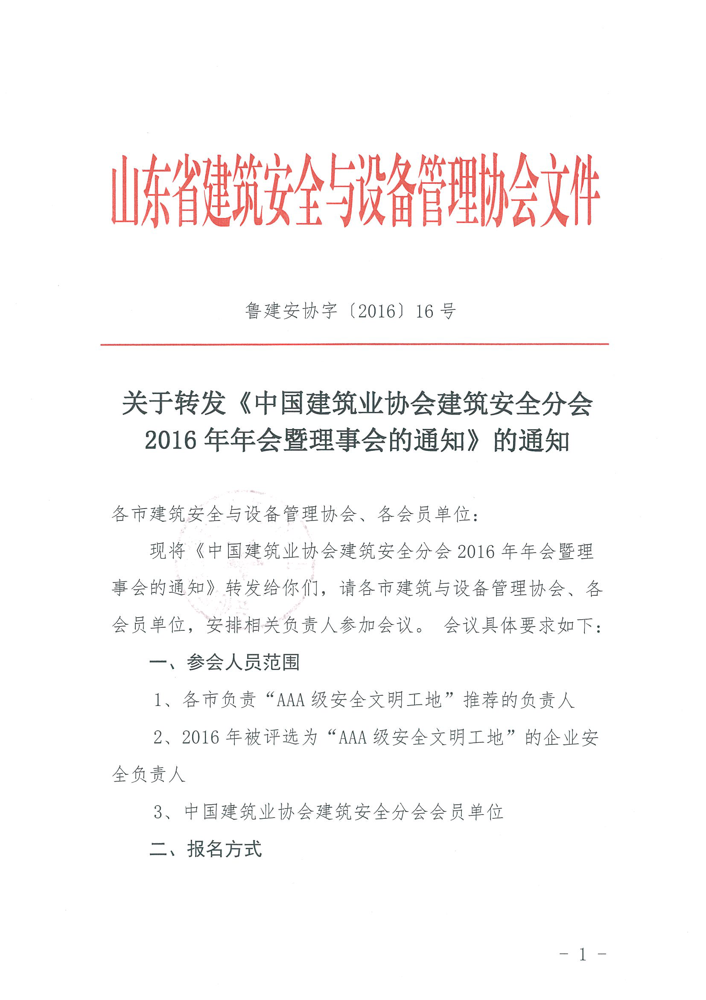 山东省建筑安全与设备管理协会文件
鲁建安协字〔2016〕16号
关于转发《中国建筑业协会建筑安全分会
2016年年会暨理事会的通知》的通知
各市建筑安全与设备管理协会、各会员单位：
现将《中国建筑业协会建筑安全分会2016年年会暨理
事会的通知》转发给你们，请各市建筑与设备管理协会、各
会员单位，安排相关负责人参加会议。 会议具体要求如下：
一、参会人员范围
1、各市负责“AAA级安全文明工地”推荐的负责人
2、2016年被评选为“AAA级安全文明工地”的企业安
全负责人
3、中国建筑业协会建筑安全分会会员单位
二、报名方式
- 1 -